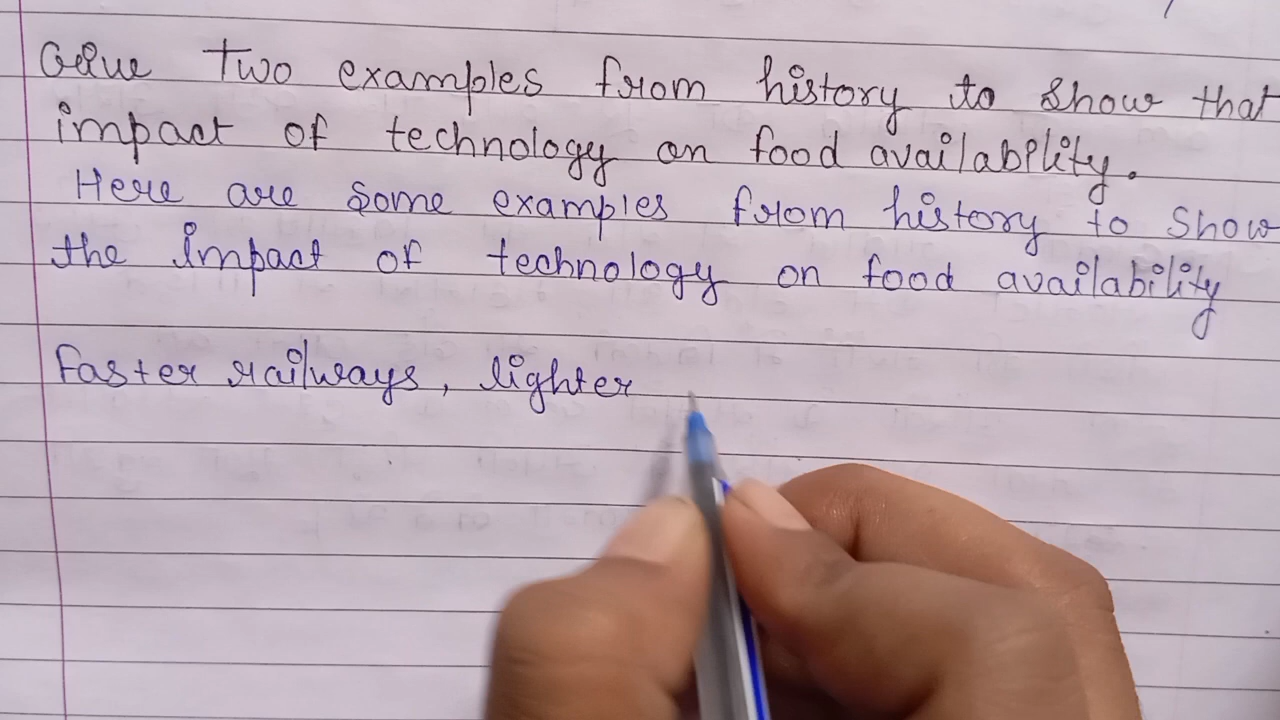 Give Two examples from history to show that
impact of technology on food availability.
Here are some examples from history to show
the impact of technology on food availability
Faster railways, lighter